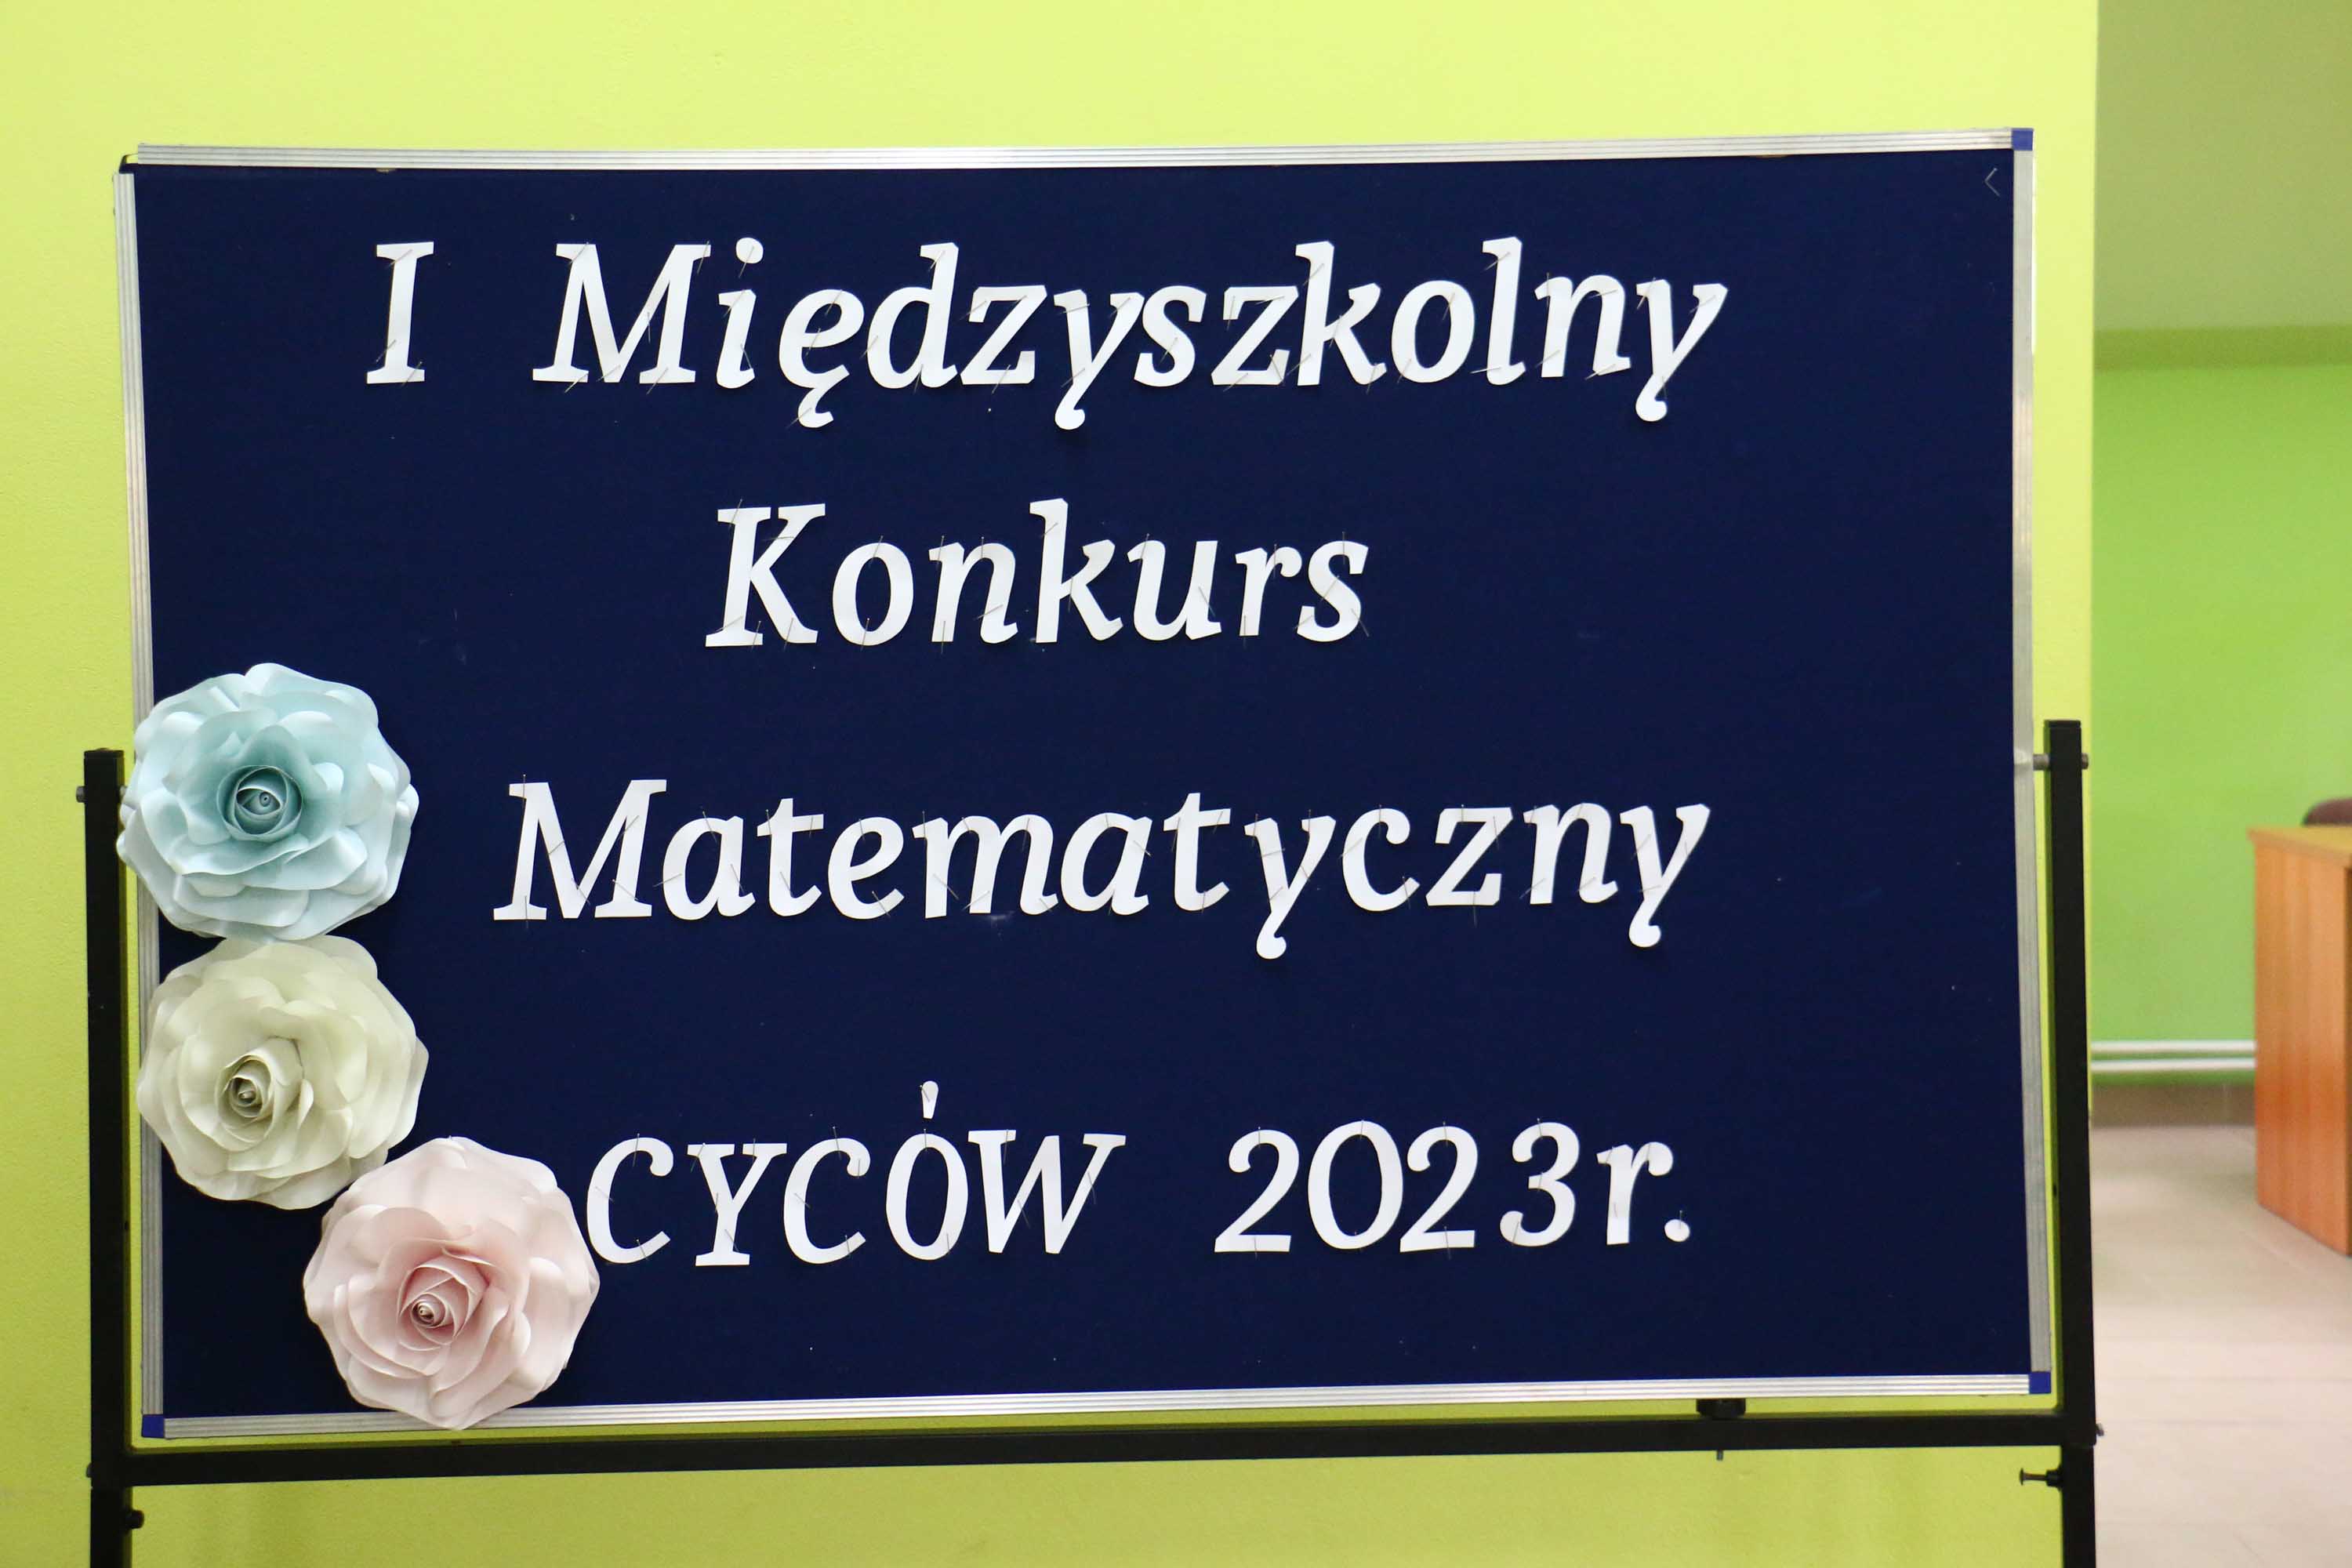 I Międzyszkolny
Konkurs
Matematyczny
CYCÓW 2023r.